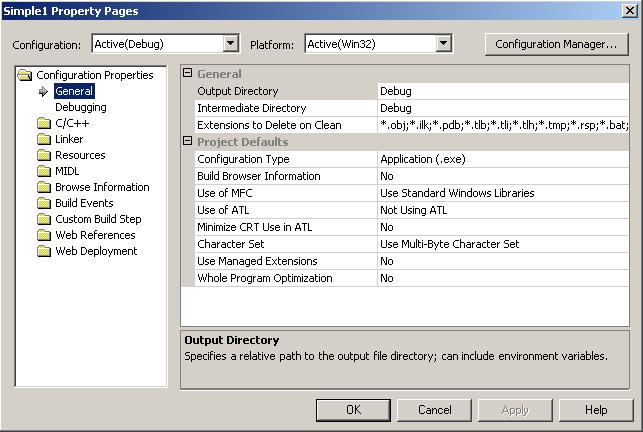 Simple1 Property Pages
Configuration: Active(Debug) Platform: Active(Win32) Configuration Manager...
Configuration Properties
General
Debugging
C/C++
Linker
Resources
MIDL
Browse Information
Build Events
Custom Build Step
Web References
Web Deployment
General
Output Directory Debug
Intermediate Directory Debug
Extensions to Delete on Clean *.obj;*.ilk;*.pdb;*.tlb;*.tli;*.tlh;*.tmp;*.rsp;*.bat;
Project Defaults
Configuration Type Application (.exe)
Build Browser Information No
Use of MFC Use Standard Windows Libraries
Use of ATL Not Using ATL
Minimize CRT Use in ATL No
Character Set Use Multi-Byte Character Set
Use Managed Extensions No
Whole Program Optimization No
Output Directory
Specifies a relative path to the output file directory; can include environment variables.
OK Cancel Apply Help